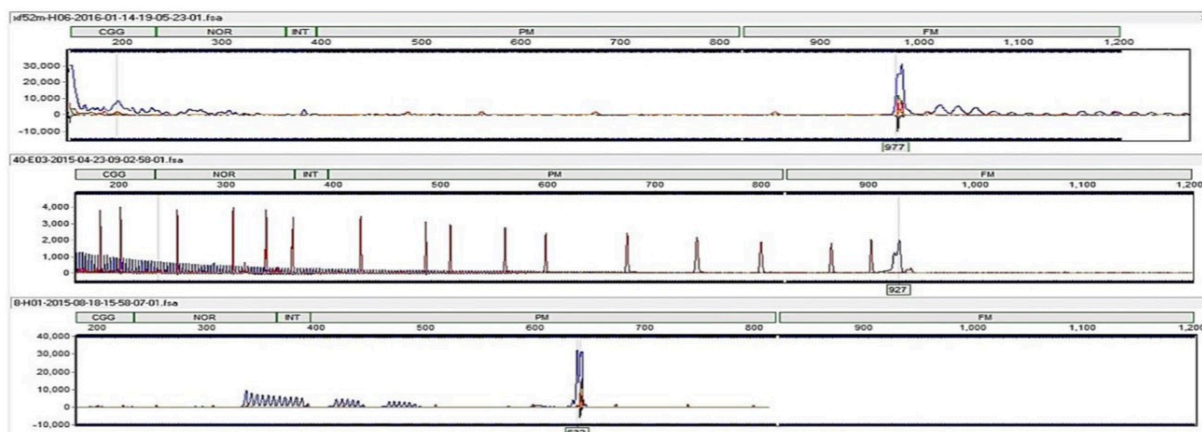 xf52m-H06-2016-01-14-19-05-23-01.fsa
CGG NOR INT PM FM
200 300 400 500 600 700 800 900 1,000 1,100 1,200
30,000
20,000
10,000
0
-10,000
977
40-E03-2015-04-23-09-02-58-01.fsa
CGG NOR INT PM FM
200 300 400 500 600 700 800 900 1,000 1,100 1,200
4,000
3,000
2,000
1,000
0
927
8-H01-2015-08-18-15-58-07-01.fsa
CGG NOR INT PM FM
200 300 400 500 600 700 800 900 1,000 1,100 1,200
40,000
30,000
20,000
10,000
0
-10,000